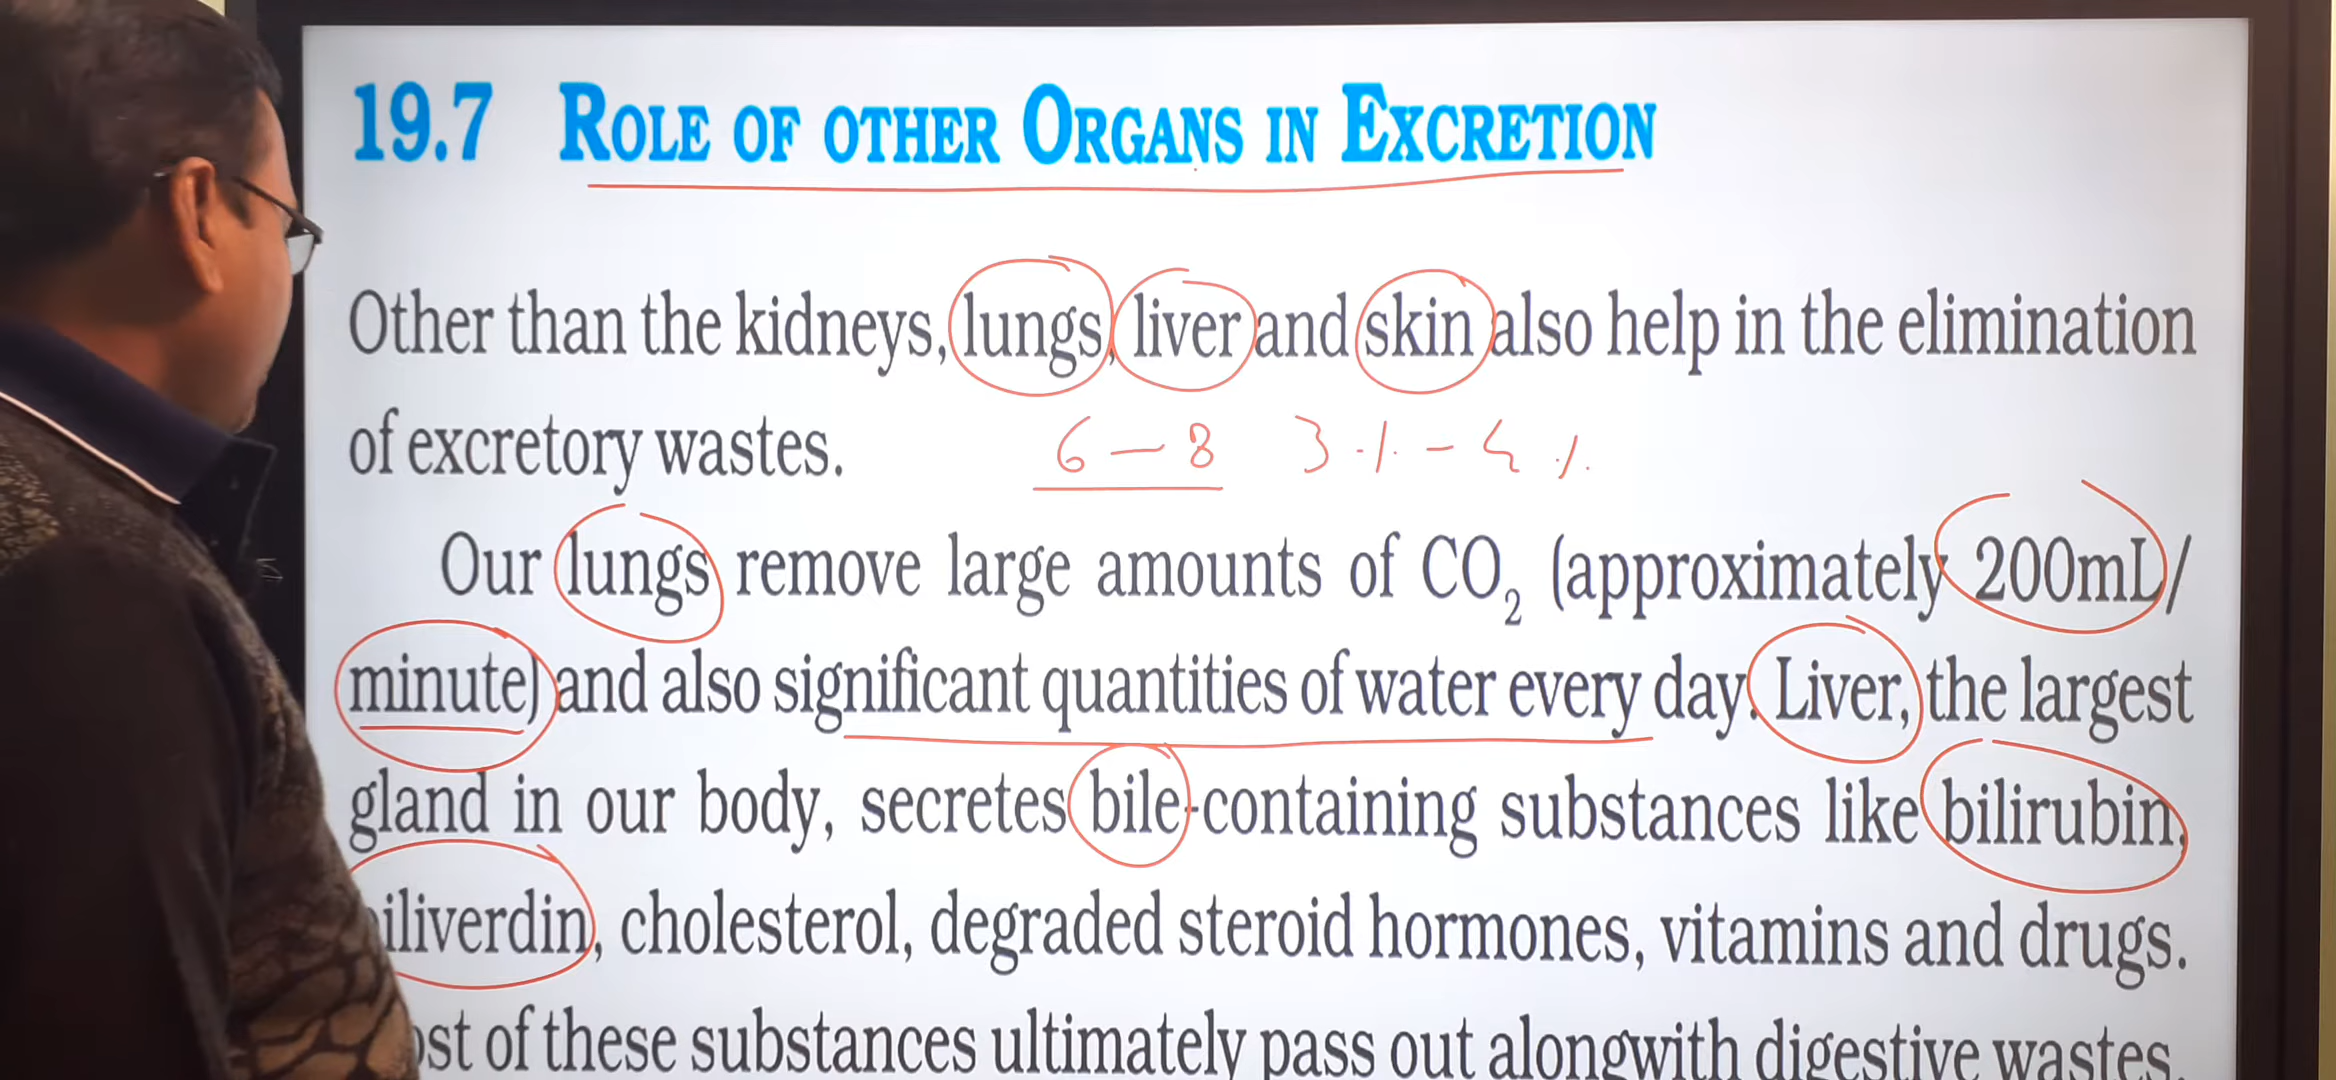 19.7 ROLE OF OTHER ORGANS IN EXCRETION
Other than the kidneys, lungs, liver and skin also help in the elimination
of excretory wastes. 6 – 8 3 % – 4 %
Our lungs remove large amounts of CO₂ (approximately 200mL/
minute) and also significant quantities of water every day. Liver, the largest
gland in our body, secretes bile-containing substances like bilirubin,
iliverdin, cholesterol, degraded steroid hormones, vitamins and drugs.
ost of these substances ultimately pass out alongwith digestive wastes.